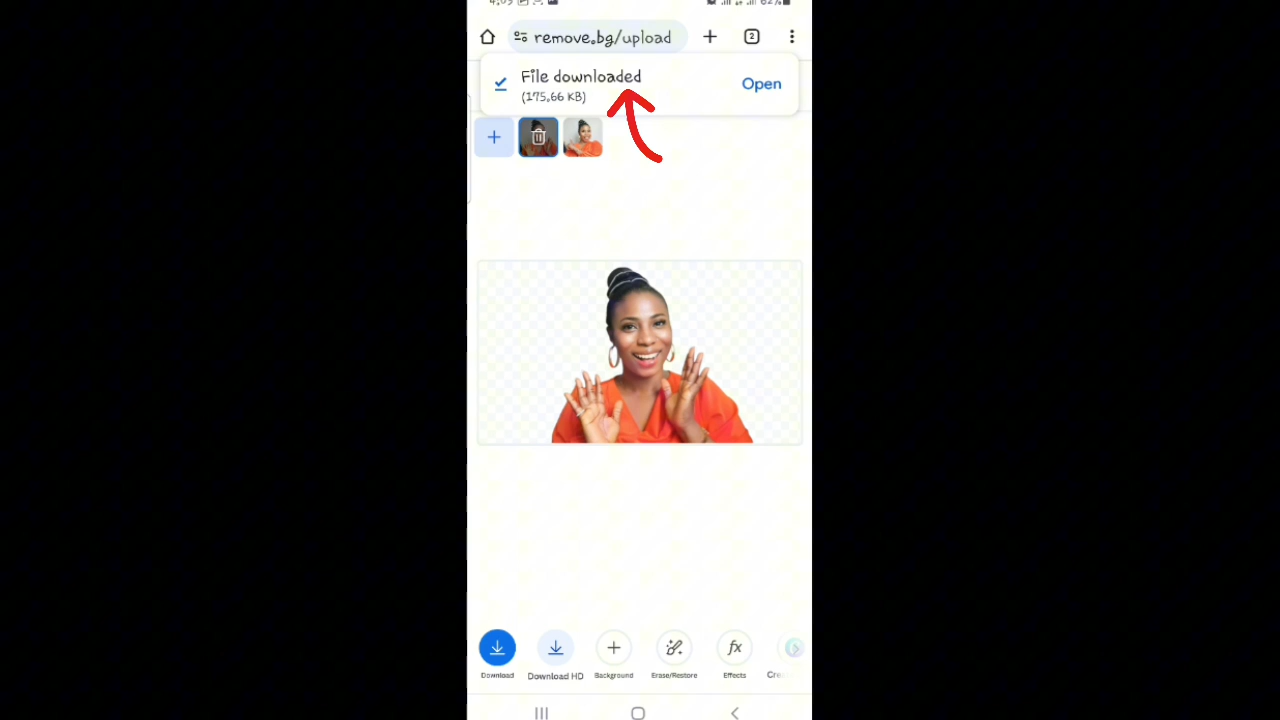 remove.bg/upload
2
File downloaded
(175.66 KB)
Open
Download
Download HD
Background
Erase/Restore
fx
Effects